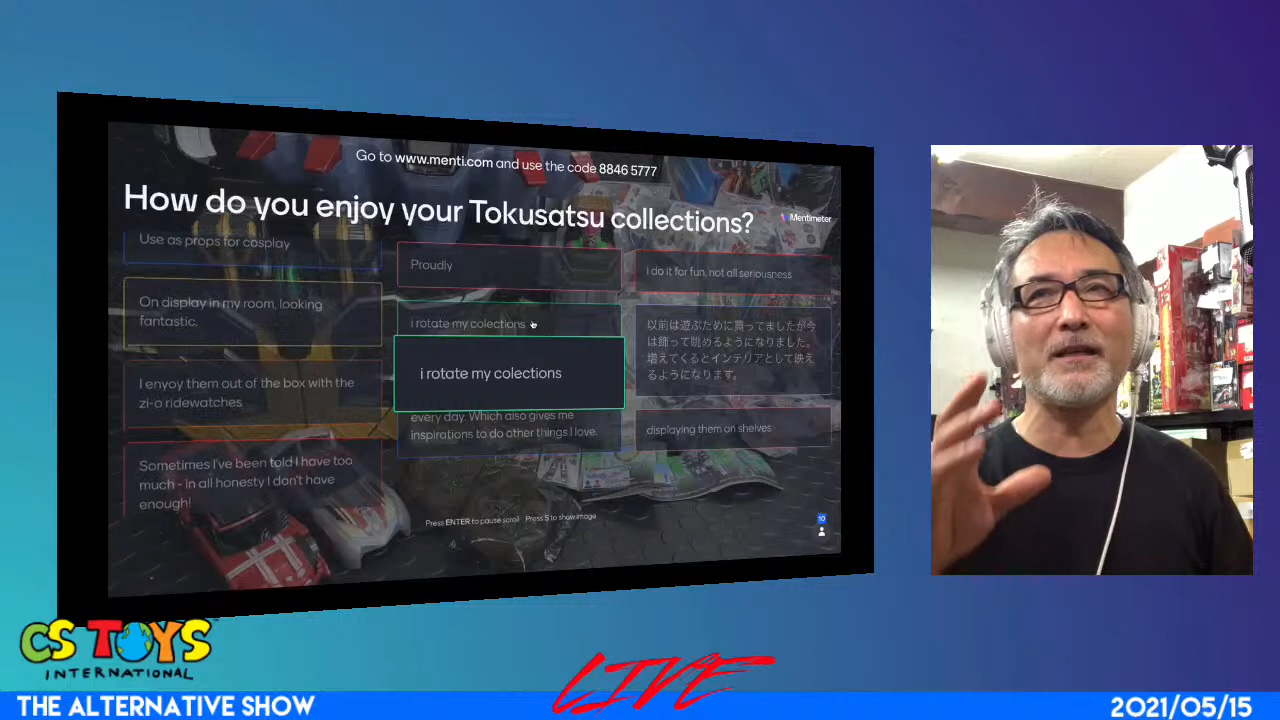 Go to www.menti.com and use the code 8846 5777
How do you enjoy your Tokusatsu collections?
Mentimeter
Use as props for cosplay
On display in my room, looking
fantastic.
I enyoy them out of the box with the
zi-o ridewatches
Sometimes I've been told I have too
much - in all honesty I don't have
enough!
Proudly
i rotate my colections
i rotate my colections
every day. Which also gives me
inspirations to do other things I love.
I do it for fun, not all seriousness
以前は遊ぶために買ってましたが今
は飾って眺めるようになりました。
増えてくるとインテリアとして映え
るようになります。
displaying them on shelves
Press ENTER to pause scroll Press S to show image
10
CS TOYS
INTERNATIONAL
LIVE
THE ALTERNATIVE SHOW
2021/05/15